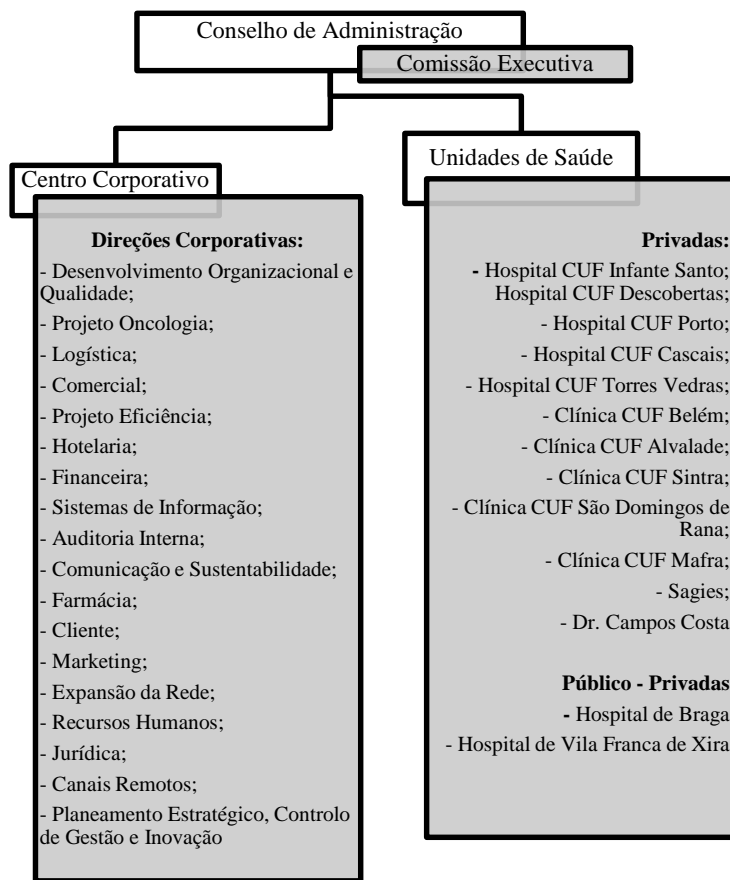 Conselho de Administração
Comissão Executiva
Centro Corporativo
Direções Corporativas:
- Desenvolvimento Organizacional e
Qualidade;
- Projeto Oncologia;
- Logística;
- Comercial;
- Projeto Eficiência;
- Hotelaria;
- Financeira;
- Sistemas de Informação;
- Auditoria Interna;
- Comunicação e Sustentabilidade;
- Farmácia;
- Cliente;
- Marketing;
- Expansão da Rede;
- Recursos Humanos;
- Jurídica;
- Canais Remotos;
- Planeamento Estratégico, Controlo
de Gestão e Inovação
Unidades de Saúde
Privadas:
- Hospital CUF Infante Santo;
Hospital CUF Descobertas;
- Hospital CUF Porto;
- Hospital CUF Cascais;
- Hospital CUF Torres Vedras;
- Clínica CUF Belém;
- Clínica CUF Alvalade;
- Clínica CUF Sintra;
- Clínica CUF São Domingos de
Rana;
- Clínica CUF Mafra;
- Sagies;
- Dr. Campos Costa
Público - Privadas
- Hospital de Braga
- Hospital de Vila Franca de Xira